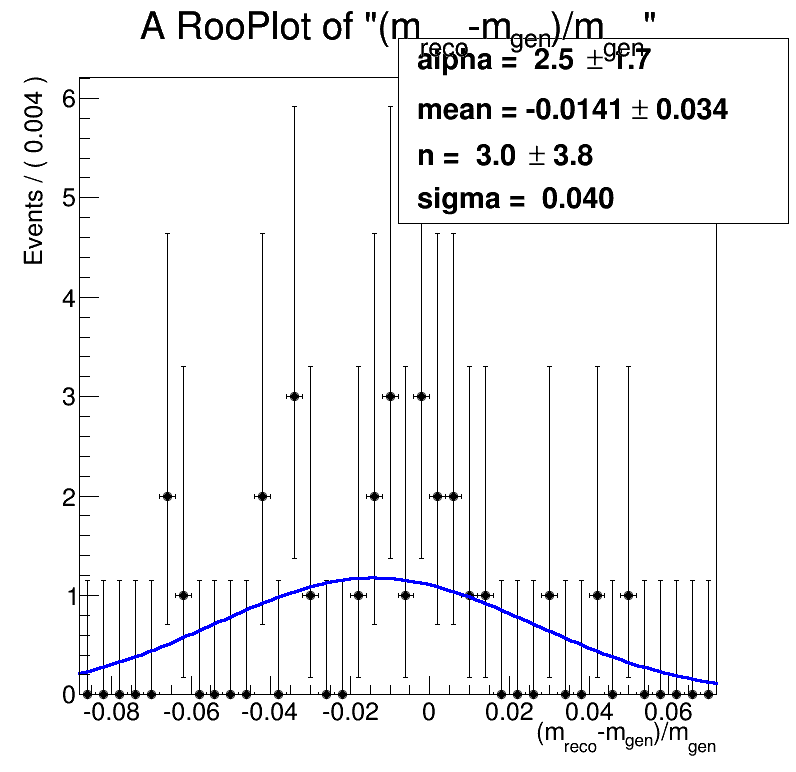 A RooPlot of "(m_reco-m_gen)/m_gen"
alpha = 2.5 ± 1.7
mean = -0.0141 ± 0.034
n = 3.0 ± 3.8
sigma = 0.040
Events / ( 0.004 )
6
5
4
3
2
1
0
-0.08 -0.06 -0.04 -0.02 0 0.02 0.04 0.06
(m_reco-m_gen)/m_gen